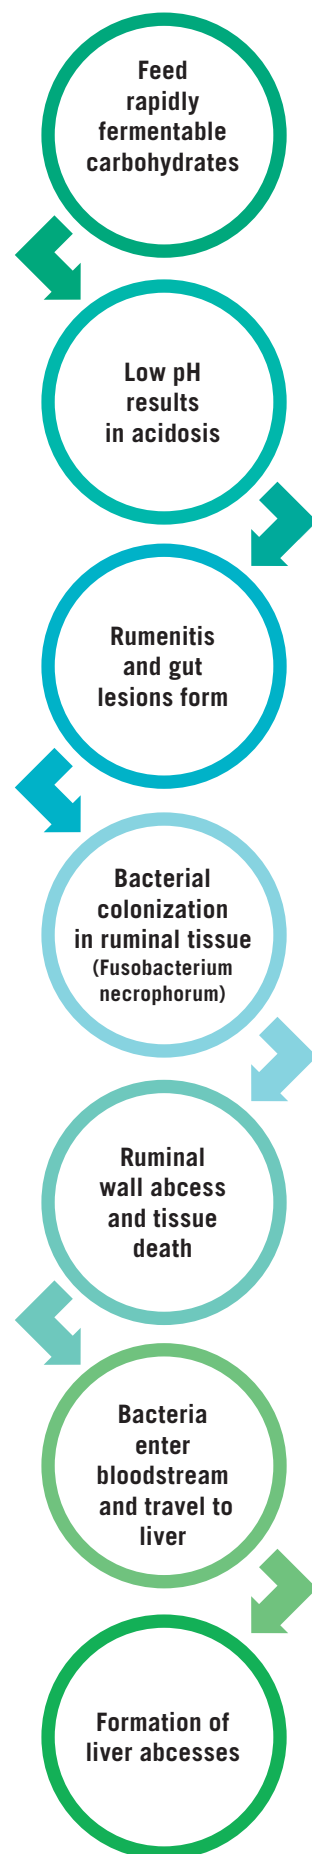 Feed
rapidly
fermentable
carbohydrates
Low pH
results
in acidosis
Rumenitis
and gut
lesions form
Bacterial
colonization
in ruminal tissue
(Fusobacterium
necrophorum)
Ruminal
wall abcess
and tissue
death
Bacteria
enter
bloodstream
and travel to
liver
Formation of
liver abcesses